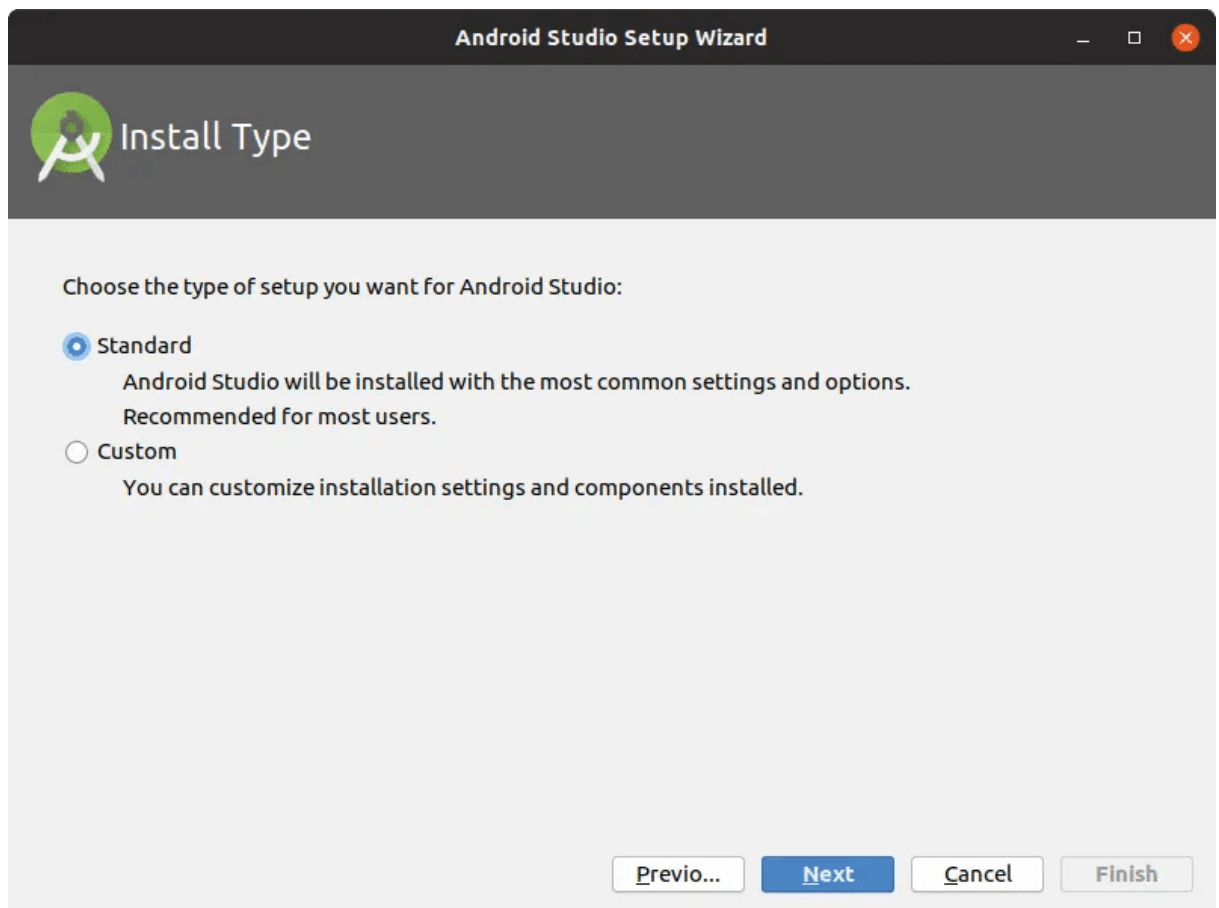 Android Studio Setup Wizard
Install Type
Choose the type of setup you want for Android Studio:
Standard
Android Studio will be installed with the most common settings and options.
Recommended for most users.
Custom
You can customize installation settings and components installed.
Previo... Next Cancel Finish